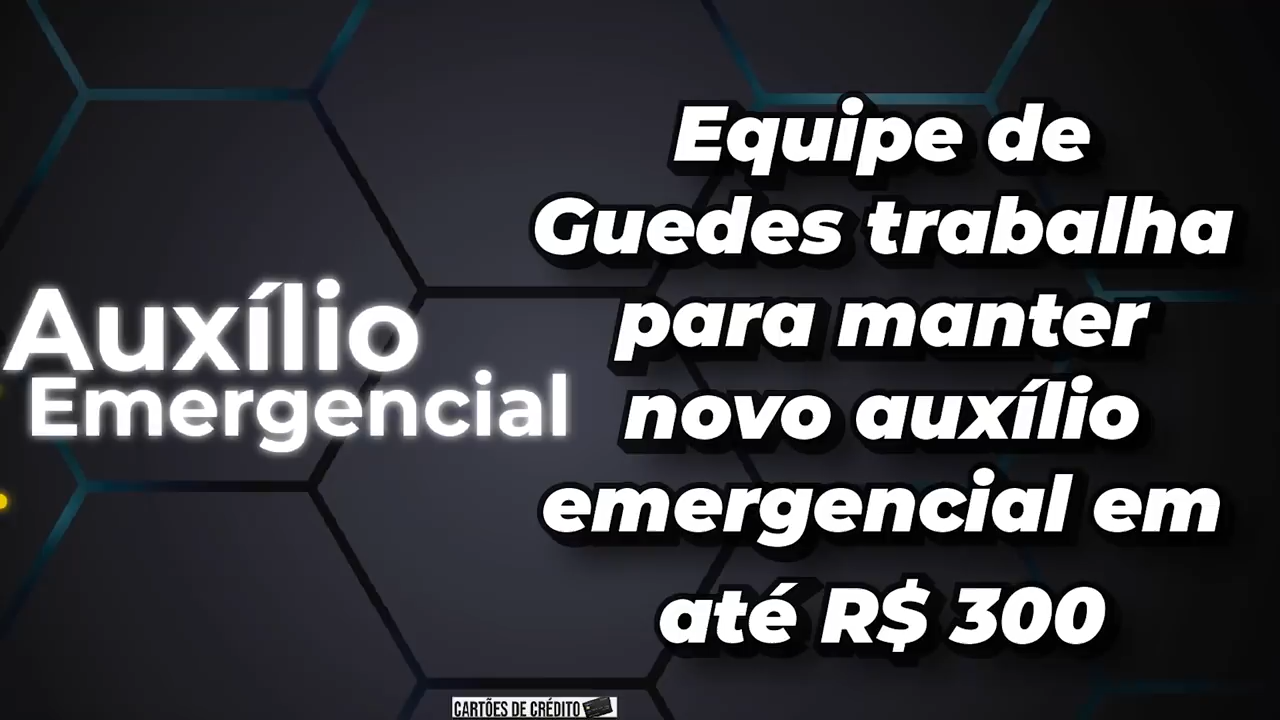 Auxílio
Emergencial
Equipe de
Guedes trabalha
para manter
novo auxílio
emergencial em
até R$ 300
CARTÕES DE CRÉDITO